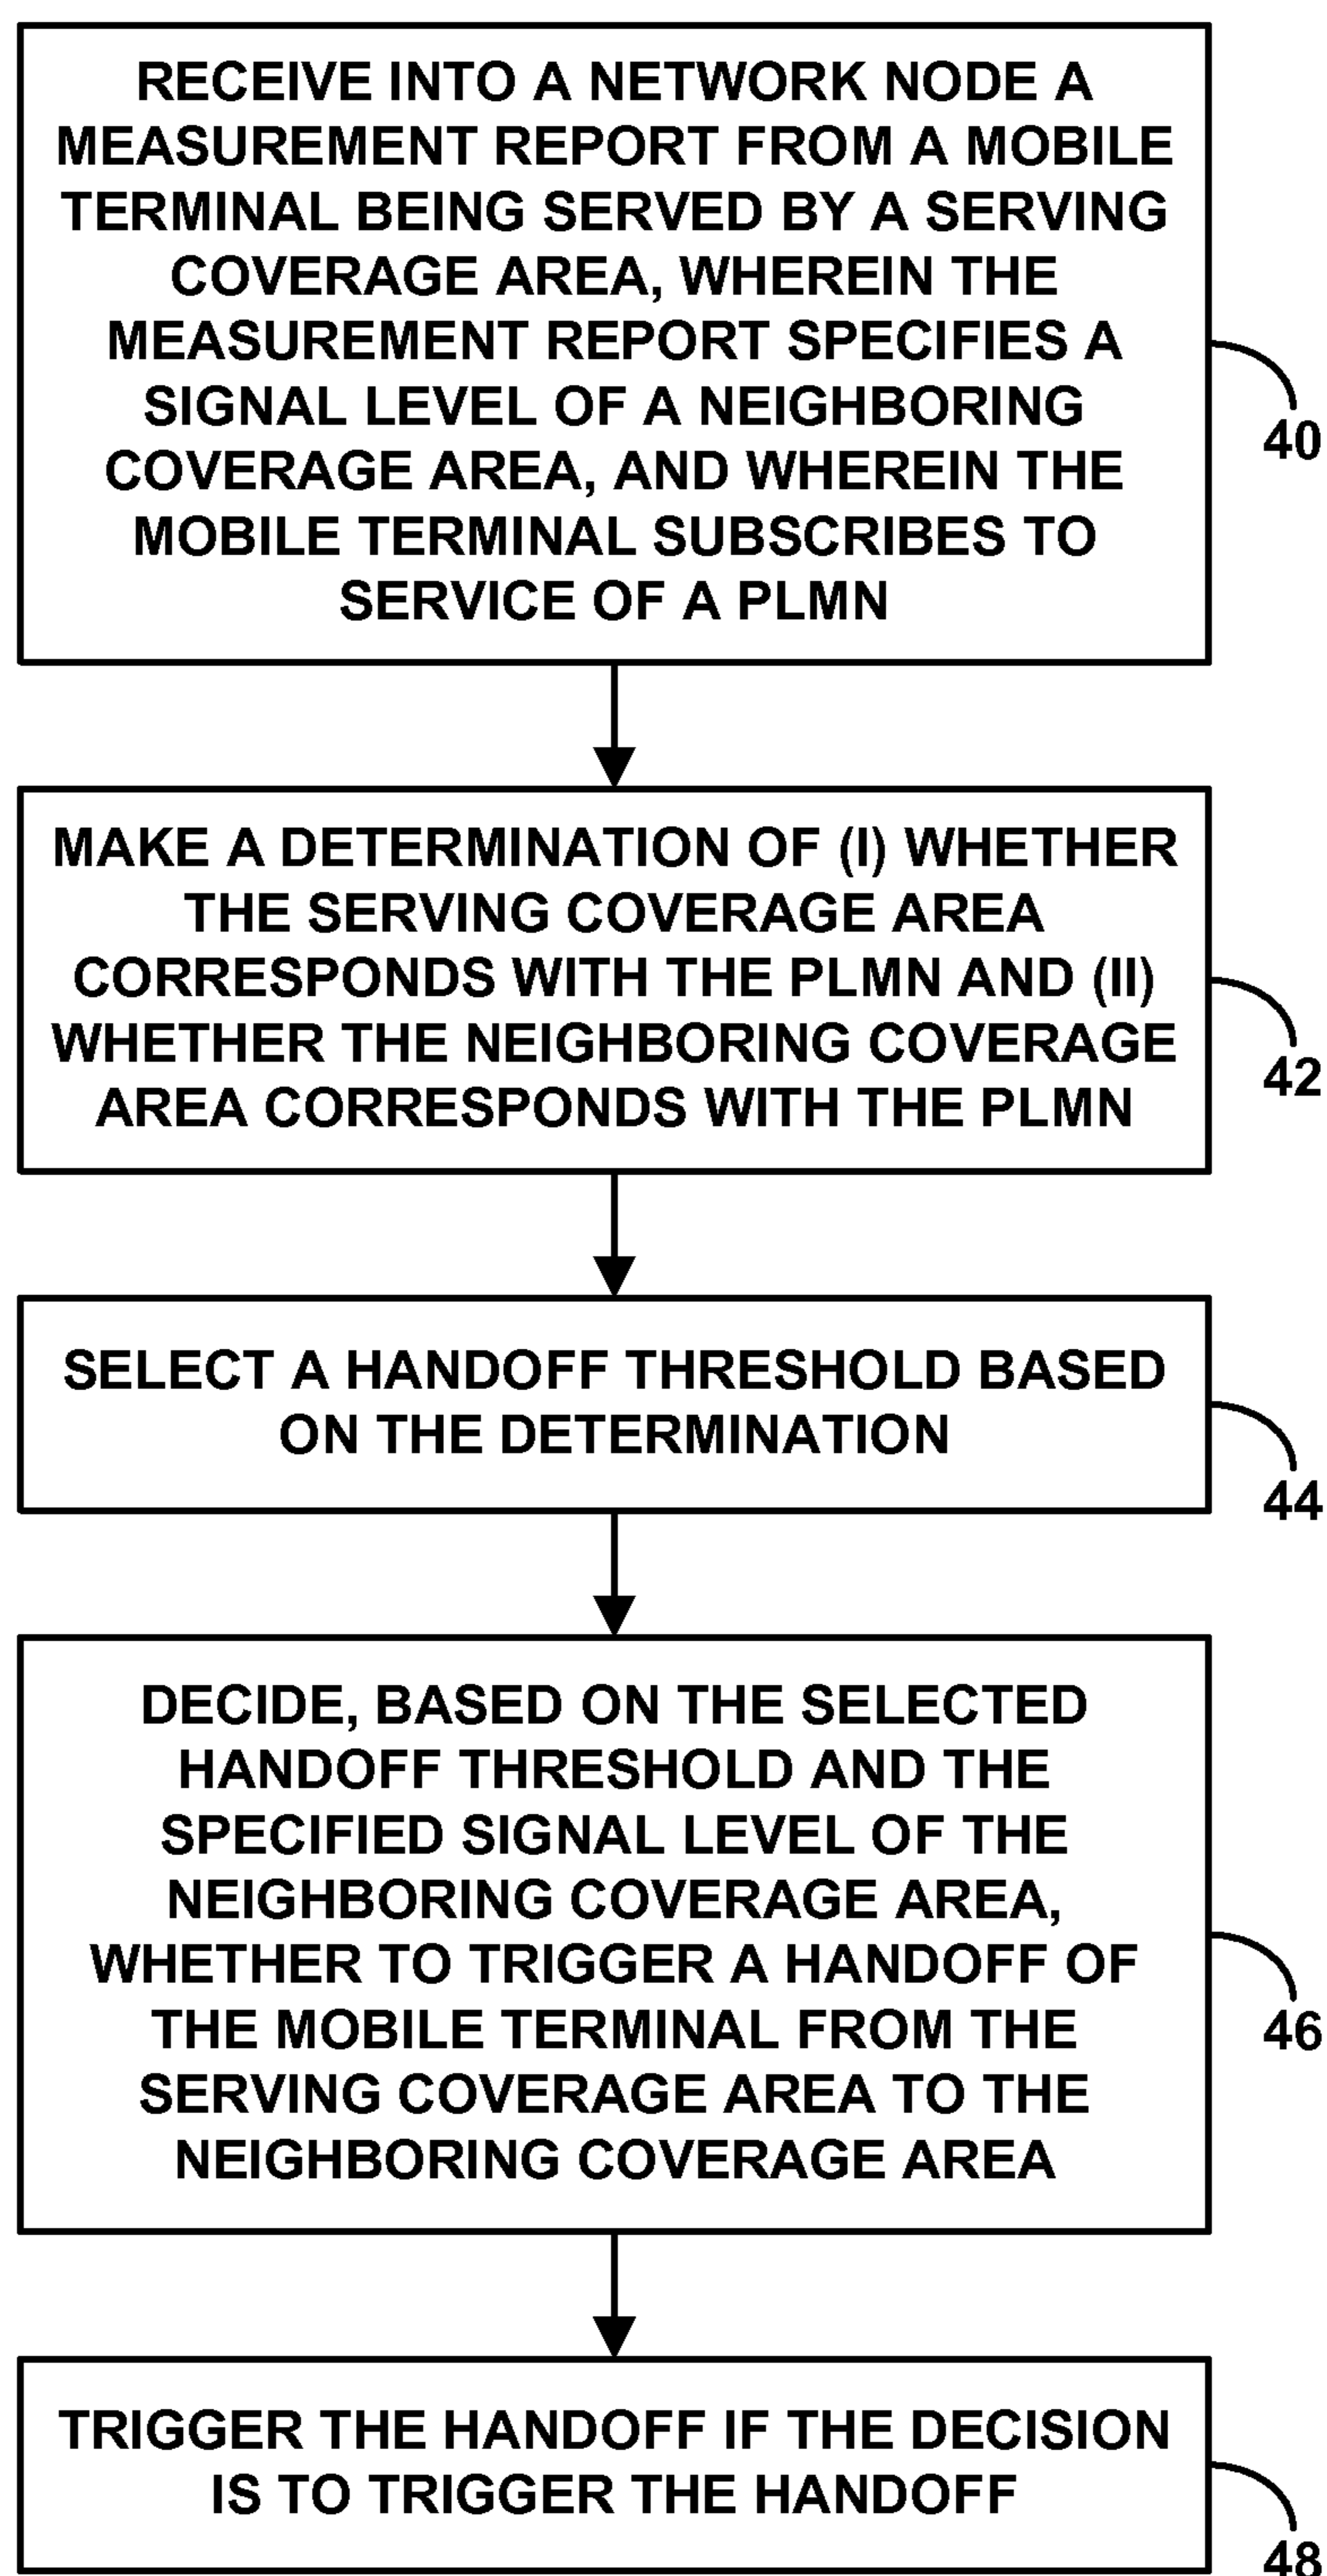 RECEIVE INTO A NETWORK NODE A
MEASUREMENT REPORT FROM A MOBILE
TERMINAL BEING SERVED BY A SERVING
COVERAGE AREA, WHEREIN THE
MEASUREMENT REPORT SPECIFIES A
SIGNAL LEVEL OF A NEIGHBORING
COVERAGE AREA, AND WHEREIN THE
MOBILE TERMINAL SUBSCRIBES TO
SERVICE OF A PLMN
40
MAKE A DETERMINATION OF (I) WHETHER
THE SERVING COVERAGE AREA
CORRESPONDS WITH THE PLMN AND (II)
WHETHER THE NEIGHBORING COVERAGE
AREA CORRESPONDS WITH THE PLMN
42
SELECT A HANDOFF THRESHOLD BASED
ON THE DETERMINATION
44
DECIDE, BASED ON THE SELECTED
HANDOFF THRESHOLD AND THE
SPECIFIED SIGNAL LEVEL OF THE
NEIGHBORING COVERAGE AREA,
WHETHER TO TRIGGER A HANDOFF OF
THE MOBILE TERMINAL FROM THE
SERVING COVERAGE AREA TO THE
NEIGHBORING COVERAGE AREA
46
TRIGGER THE HANDOFF IF THE DECISION
IS TO TRIGGER THE HANDOFF
48